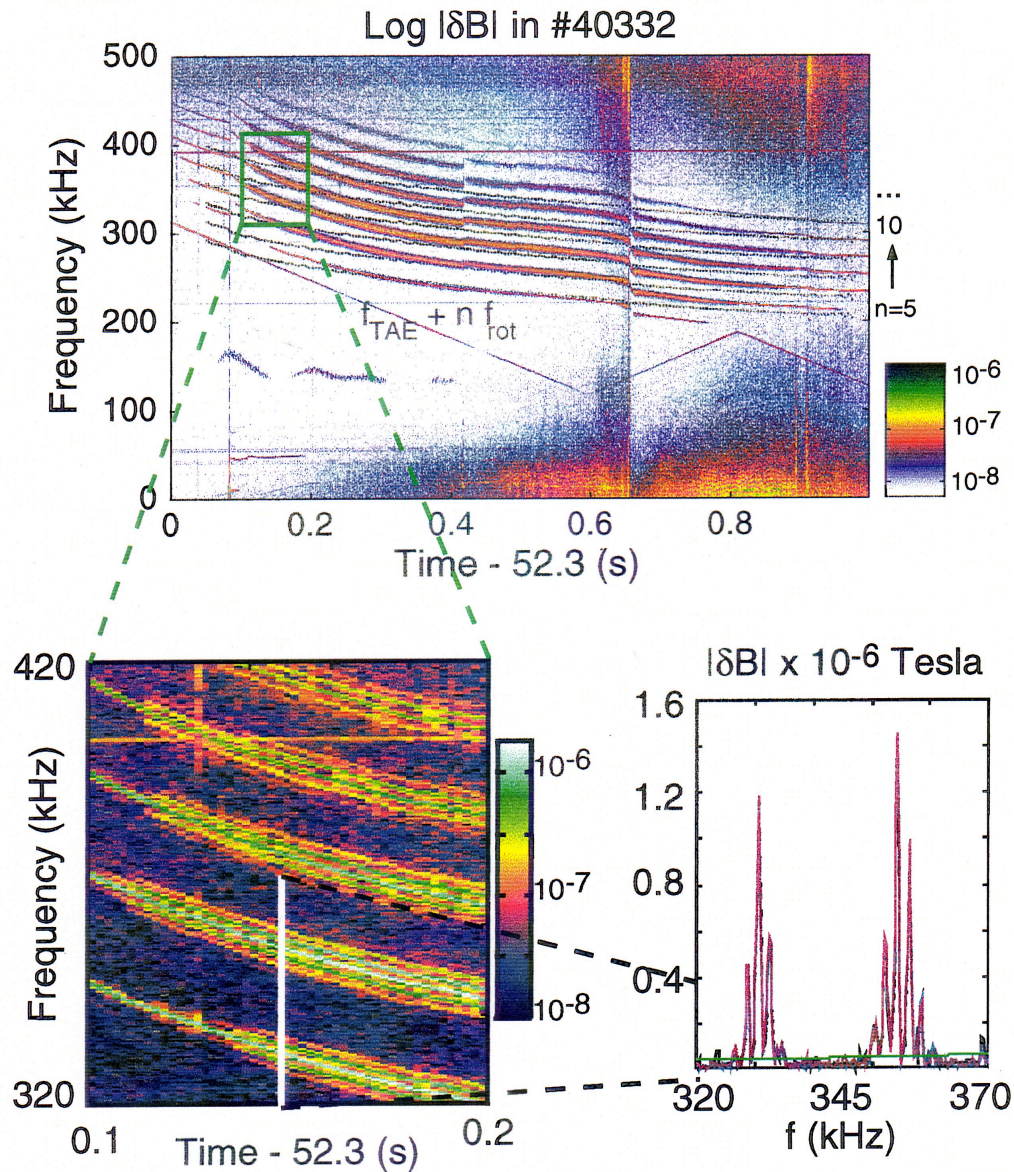 Log |δB| in #40332
500
400
300
200
100
0
Frequency (kHz)
f_TAE + n f_rot
...
10
n=5
10⁻⁶
10⁻⁷
10⁻⁸
0 0.2 0.4 0.6 0.8
Time - 52.3 (s)
420
320
Frequency (kHz)
10⁻⁶
10⁻⁷
10⁻⁸
0.1 0.2
Time - 52.3 (s)
|δB| x 10⁻⁶ Tesla
1.6
1.2
0.8
0.4
320 345 370
f (kHz)